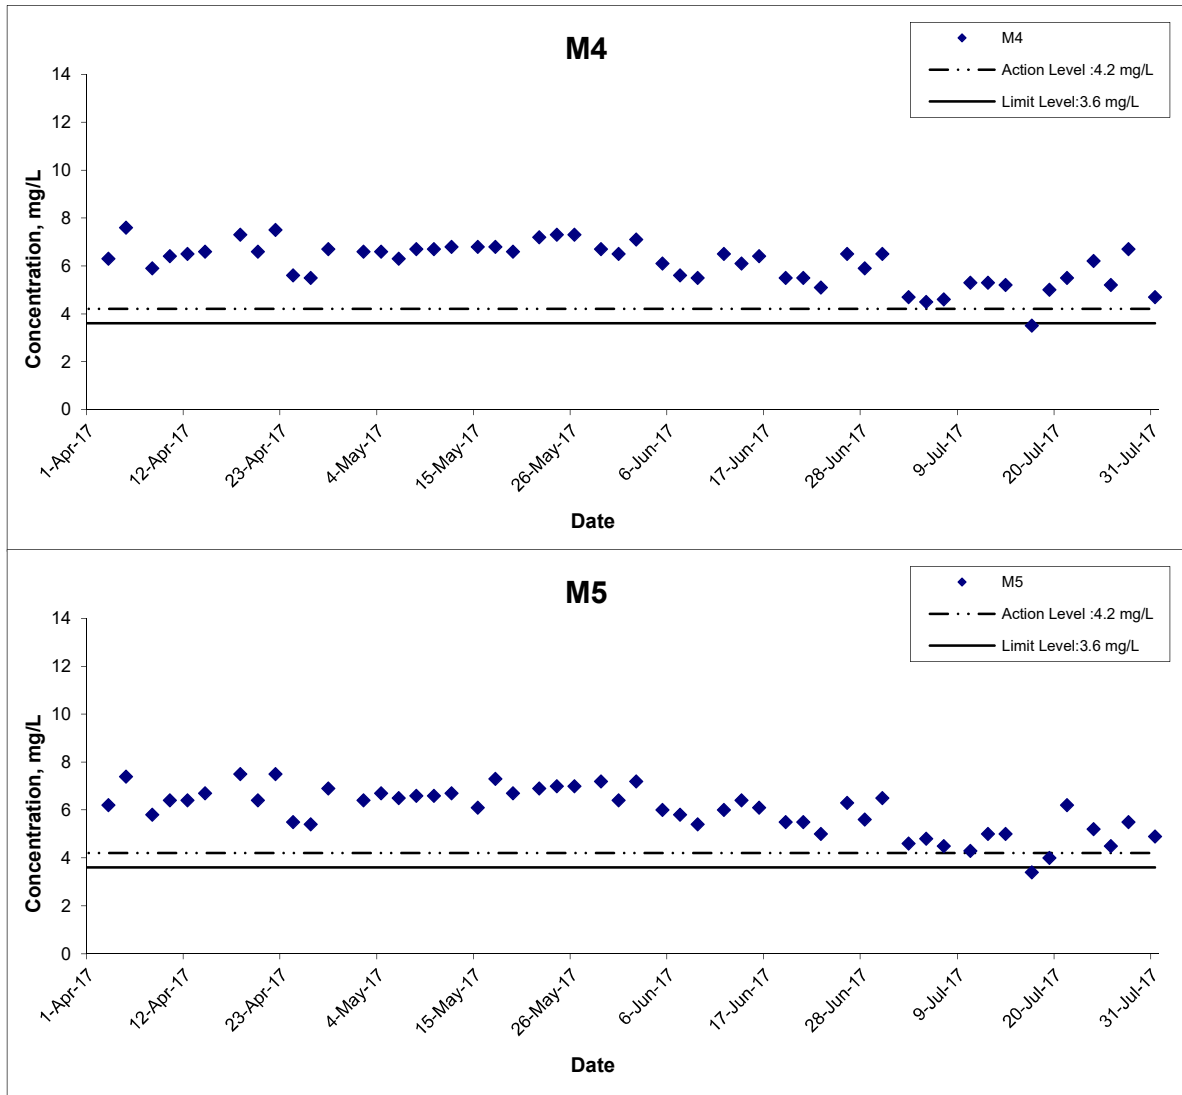 M4
M4
Action Level :4.2 mg/L
Limit Level:3.6 mg/L
14
12
10
8
6
4
2
0
Concentration, mg/L
1-Apr-17
12-Apr-17
23-Apr-17
4-May-17
15-May-17
26-May-17
6-Jun-17
17-Jun-17
28-Jun-17
9-Jul-17
20-Jul-17
31-Jul-17
Date
M5
M5
Action Level :4.2 mg/L
Limit Level:3.6 mg/L
14
12
10
8
6
4
2
0
Concentration, mg/L
1-Apr-17
12-Apr-17
23-Apr-17
4-May-17
15-May-17
26-May-17
6-Jun-17
17-Jun-17
28-Jun-17
9-Jul-17
20-Jul-17
31-Jul-17
Date